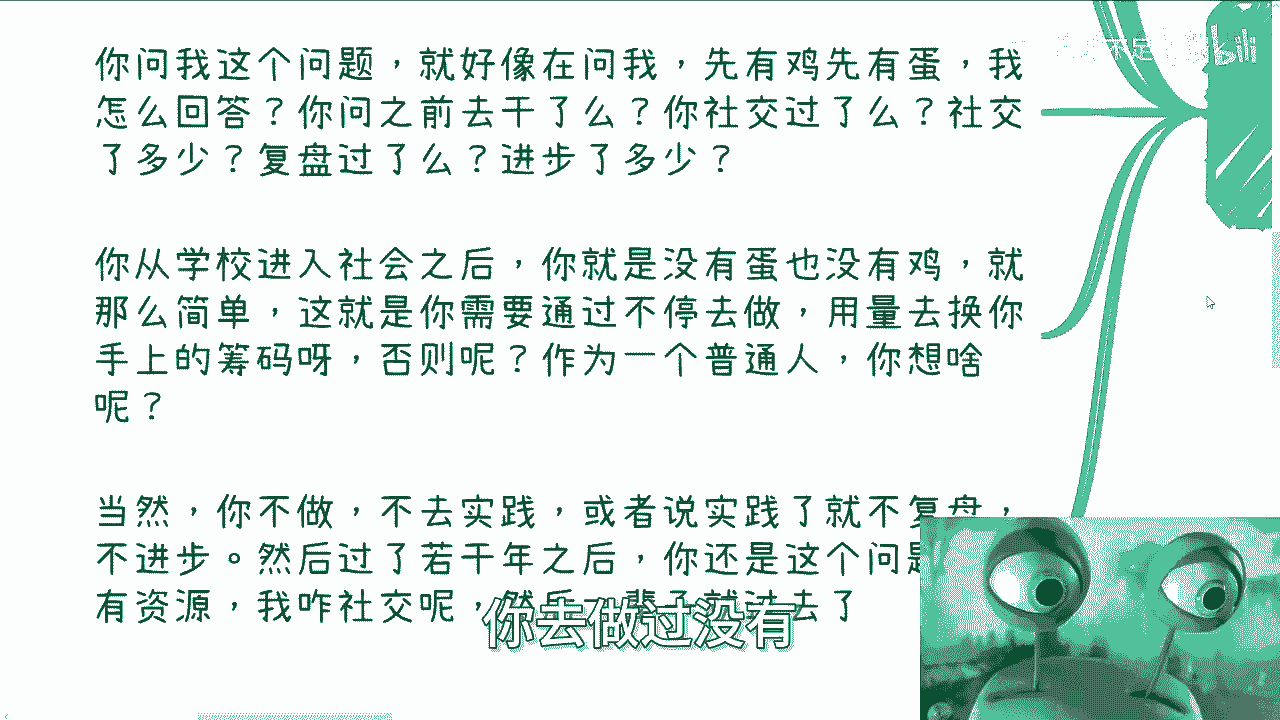 你问我这个问题，就好像在问我，先有鸡先有蛋，我
怎么回答？你问之前去干了么？你社交过了么？社交
了多少？复盘过了么？进步了多少？
你从学校进入社会之后，你就是没有蛋也没有鸡，就
那么简单，这就是你需要通过不停去做，用量去换你
手上的筹码呀，否则呢？作为一个普通人，你想啥
呢？
当然，你不做，不去实践，或者说实践了就不复盘，
不进步。然后过了若干年之后，你还是这个问
有资源，我咋社交呢，然后一辈子就过去了
你去做过没有
bili